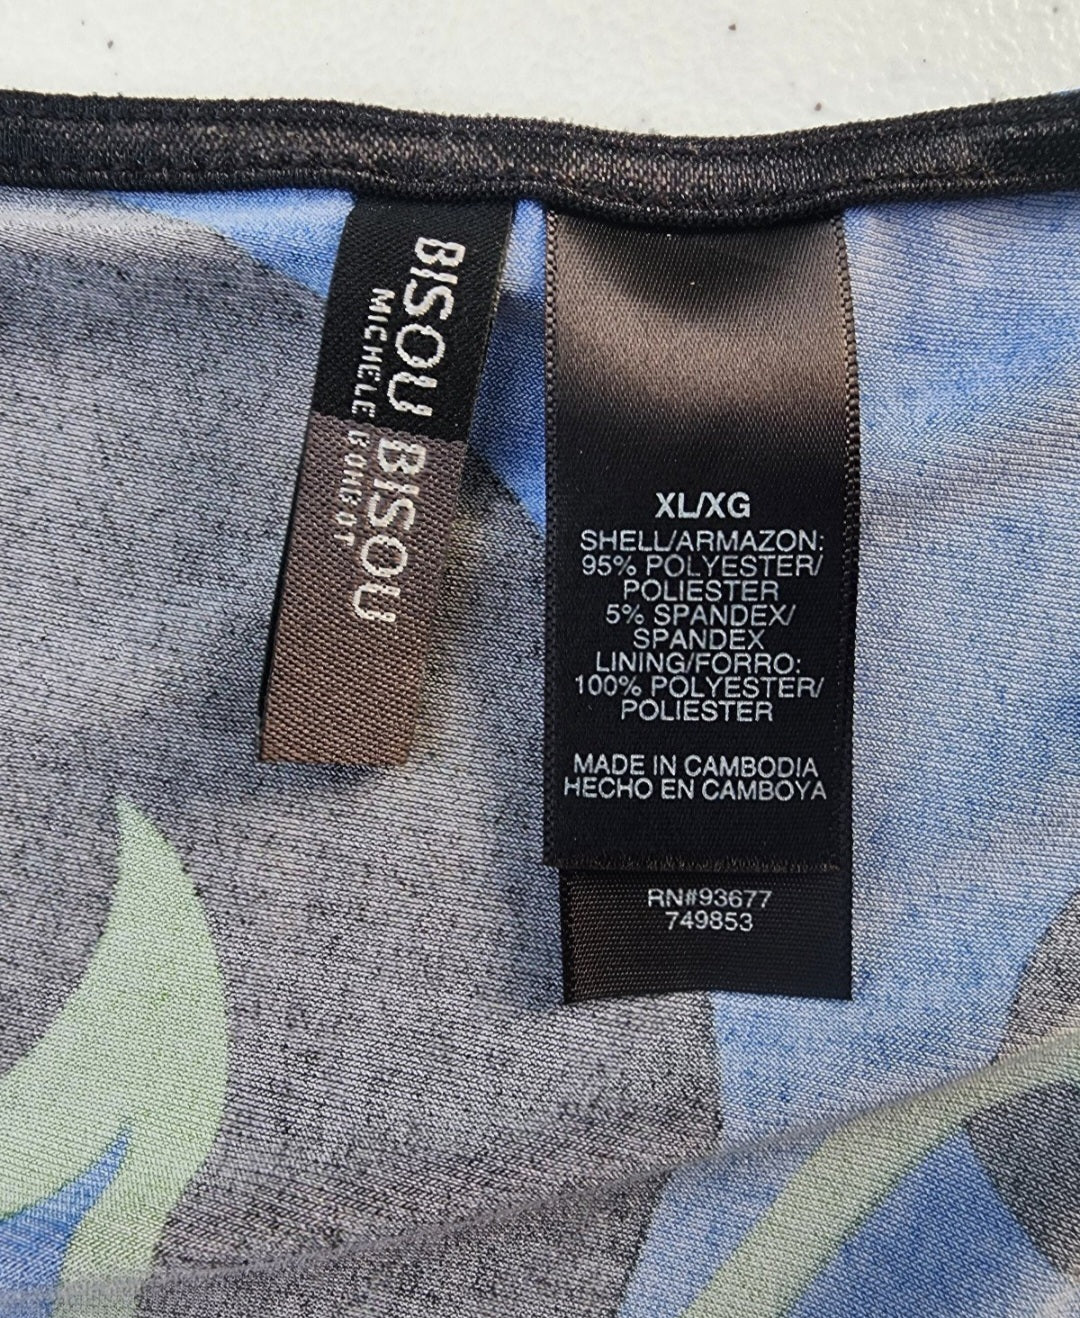 BISOU BISOU
MICHELE BOHBOT
XL/XG
SHELL/ARMAZON:
95% POLYESTER/
POLIESTER
5% SPANDEX/
SPANDEX
LINING/FORRO:
100% POLYESTER/
POLIESTER
MADE IN CAMBODIA
HECHO EN CAMBOYA
RN#93677
749853